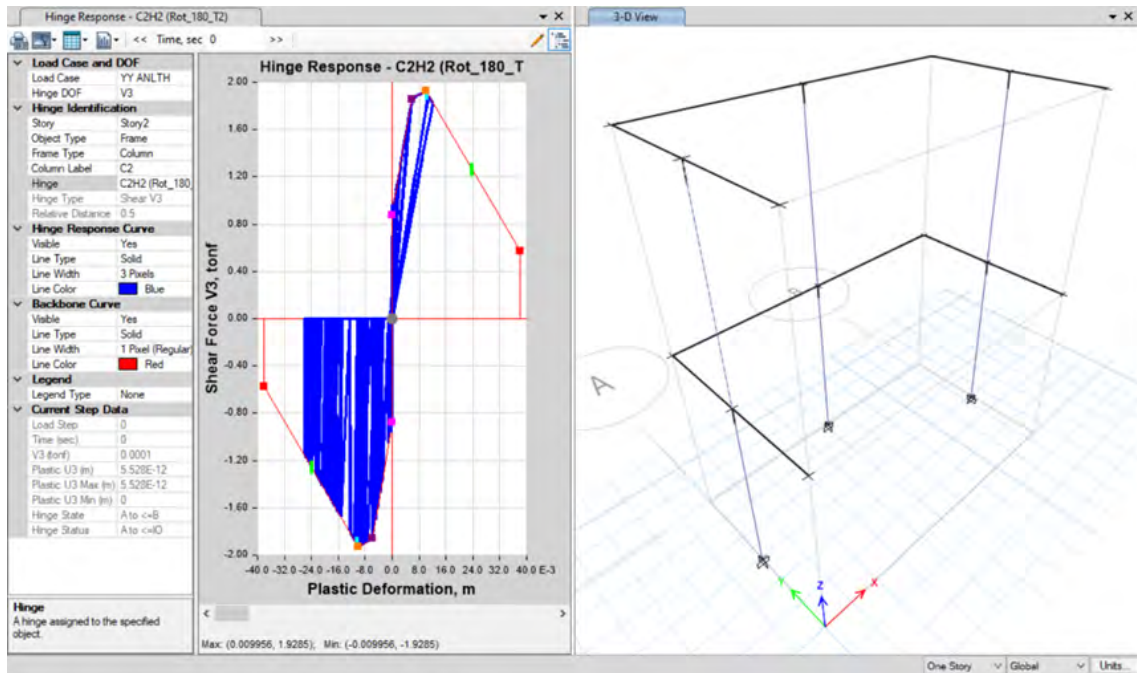 Hinge Response - C2H2 (Rot_180_T2)
3-D View
<< Time, sec 0 >>
Load Case and DOF
Load Case YY ANLTH
Hinge DOF V3
Hinge Identification
Story Story2
Object Type Frame
Frame Type Column
Column Label C2
Hinge C2H2 (Rot_180_
Hinge Type Shear V3
Relative Distance 0.5
Hinge Response Curve
Visible Yes
Line Type Solid
Line Width 3 Pixels
Line Color Blue
Backbone Curve
Visible Yes
Line Type Solid
Line Width 1 Pixel (Regular)
Line Color Red
Legend
Legend Type None
Current Step Data
Load Step 0
Time (sec) 0
V3 (tonf) 0.0001
Plastic U3 (m) 5.528E-12
Plastic U3 Max (m) 5.528E-12
Plastic U3 Min (m) 0
Hinge State A to <=B
Hinge Status A to <=IO
Hinge
A hinge assigned to the specified
object.
Hinge Response - C2H2 (Rot_180_T
Shear Force V3, tonf
2.00
1.60
1.20
0.80
0.40
0.00
-0.40
-0.80
-1.20
-1.60
-2.00
-40.0 -32.0 -24.0 -16.0 -8.0 0.0 8.0 16.0 24.0 32.0 40.0 E-3
Plastic Deformation, m
Max: (0.009956, 1.9285); Min: (-0.009956, -1.9285)
A
Y
Z
X
One Story
Global
Units...